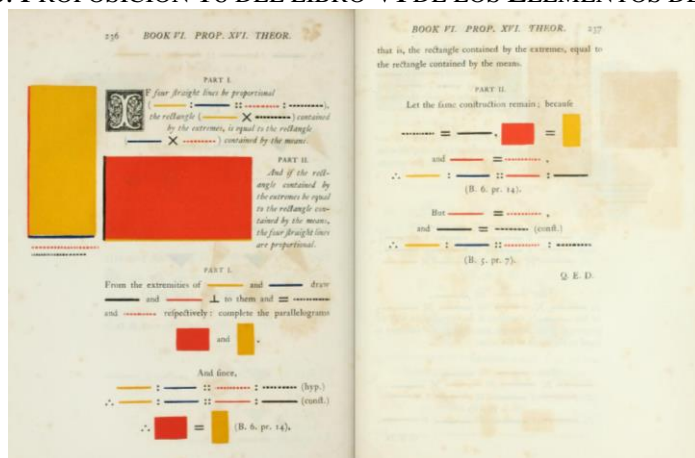 PROPOSICIÓN 16 DEL LIBRO VI DE LOS ELEMENTOS DE
236 BOOK VI. PROP. XVI. THEOR.
PART I.
IF four straight lines be proportional
( : :: : ),
the rectangle ( × ) contained
by the extremes, is equal to the rectangle
( × ) contained by the means.
PART II.
And if the rect-
angle contained by
the extremes be equal
to the rectangle con-
tained by the means,
the four straight lines
are proportional.
PART I.
From the extremities of and draw
and ⊥ to them and =
and respectively: complete the parallelograms
and .
And since,
: :: : (hyp.)
∴ : :: : (const.)
∴ = (B. 6. pr. 14),
BOOK VI. PROP. XVI. THEOR. 237
that is, the rectangle contained by the extremes, equal to
the rectangle contained by the means.
PART II.
Let the same construction remain; because
= , =
and = ,
∴ : :: :
(B. 6. pr. 14).
But = ,
and = (const.)
∴ : :: :
(B. 5. pr. 7).
Q. E. D.